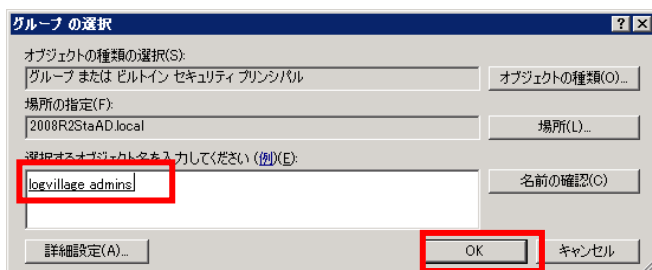 グループ の選択
オブジェクトの種類の選択(S):
グループ または ビルトイン セキュリティ プリンシパル
オブジェクトの種類(O)...
場所の指定(F):
2008R2StaAD.local
場所(L)...
選択するオブジェクト名を入力してください (例)(E):
logvillage admins
名前の確認(C)
詳細設定(A)...
OK
キャンセル